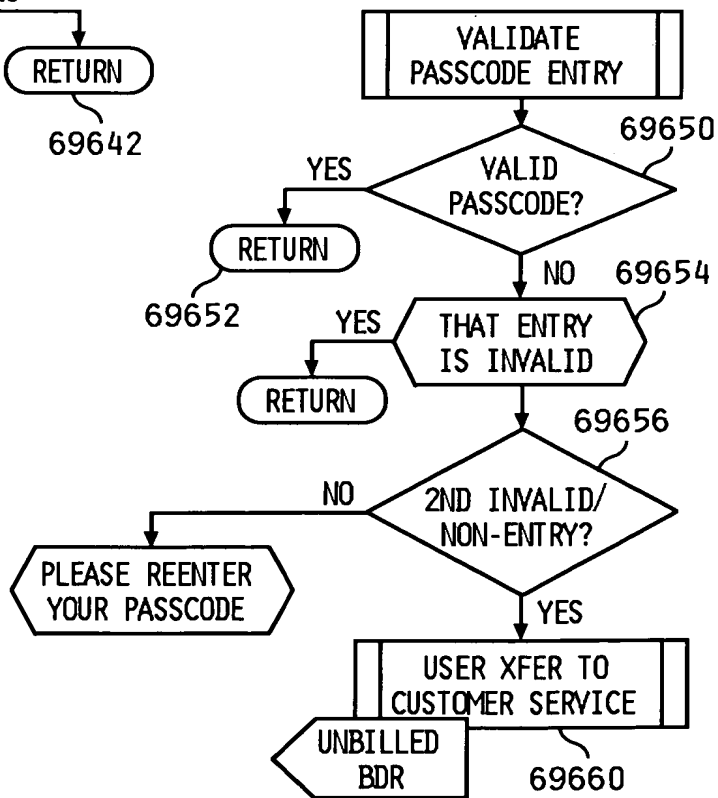 RETURN
69642
VALIDATE
PASSCODE ENTRY
69650
YES
VALID
PASSCODE?
RETURN
69652
NO
69654
YES
THAT ENTRY
IS INVALID
RETURN
69656
NO
2ND INVALID/
NON-ENTRY?
PLEASE REENTER
YOUR PASSCODE
YES
USER XFER TO
CUSTOMER SERVICE
UNBILLED
BDR
69660